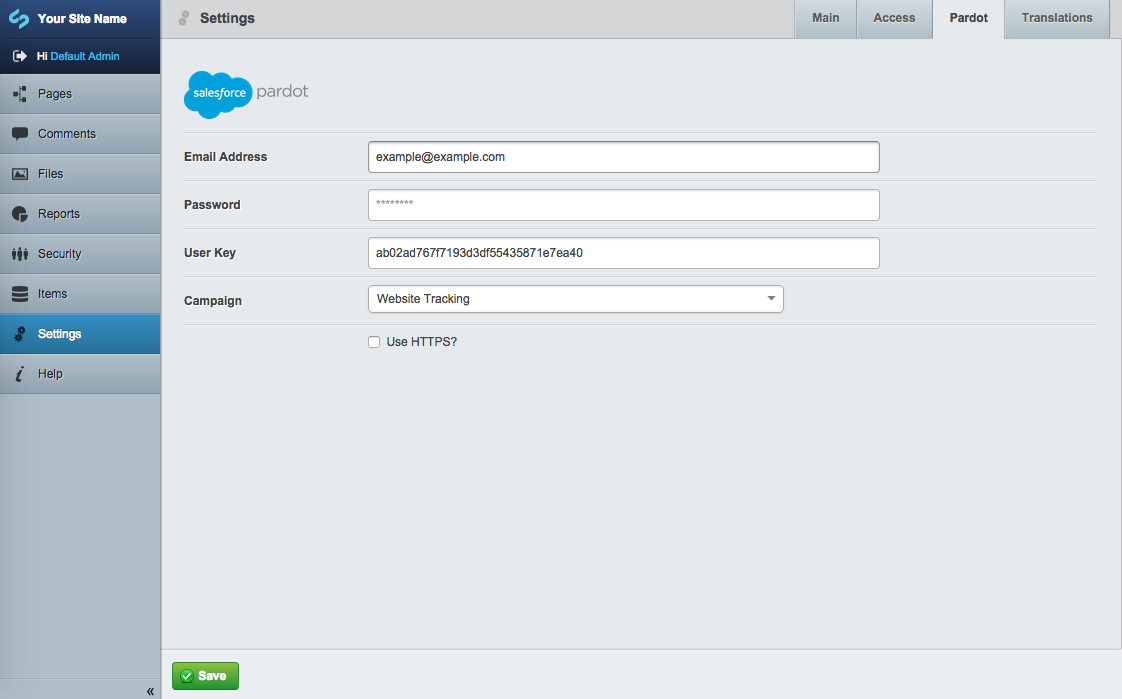 Your Site Name
Hi Default Admin
Pages
Comments
Files
Reports
Security
Items
Settings
Help
«
Settings
Main
Access
Pardot
Translations
salesforce pardot
Email Address
example@example.com
Password
********
User Key
ab02ad767f7193d3df55435871e7ea40
Campaign
Website Tracking
Use HTTPS?
Save